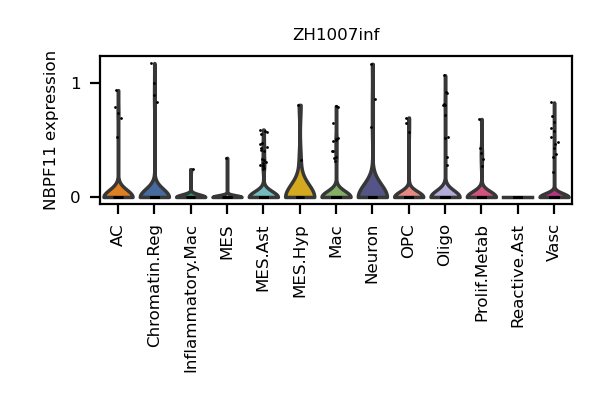 ZH1007inf
NBPF11 expression
1
0
AC
Chromatin.Reg
Inflammatory.Mac
MES
MES.Ast
MES.Hyp
Mac
Neuron
OPC
Oligo
Prolif.Metab
Reactive.Ast
Vasc